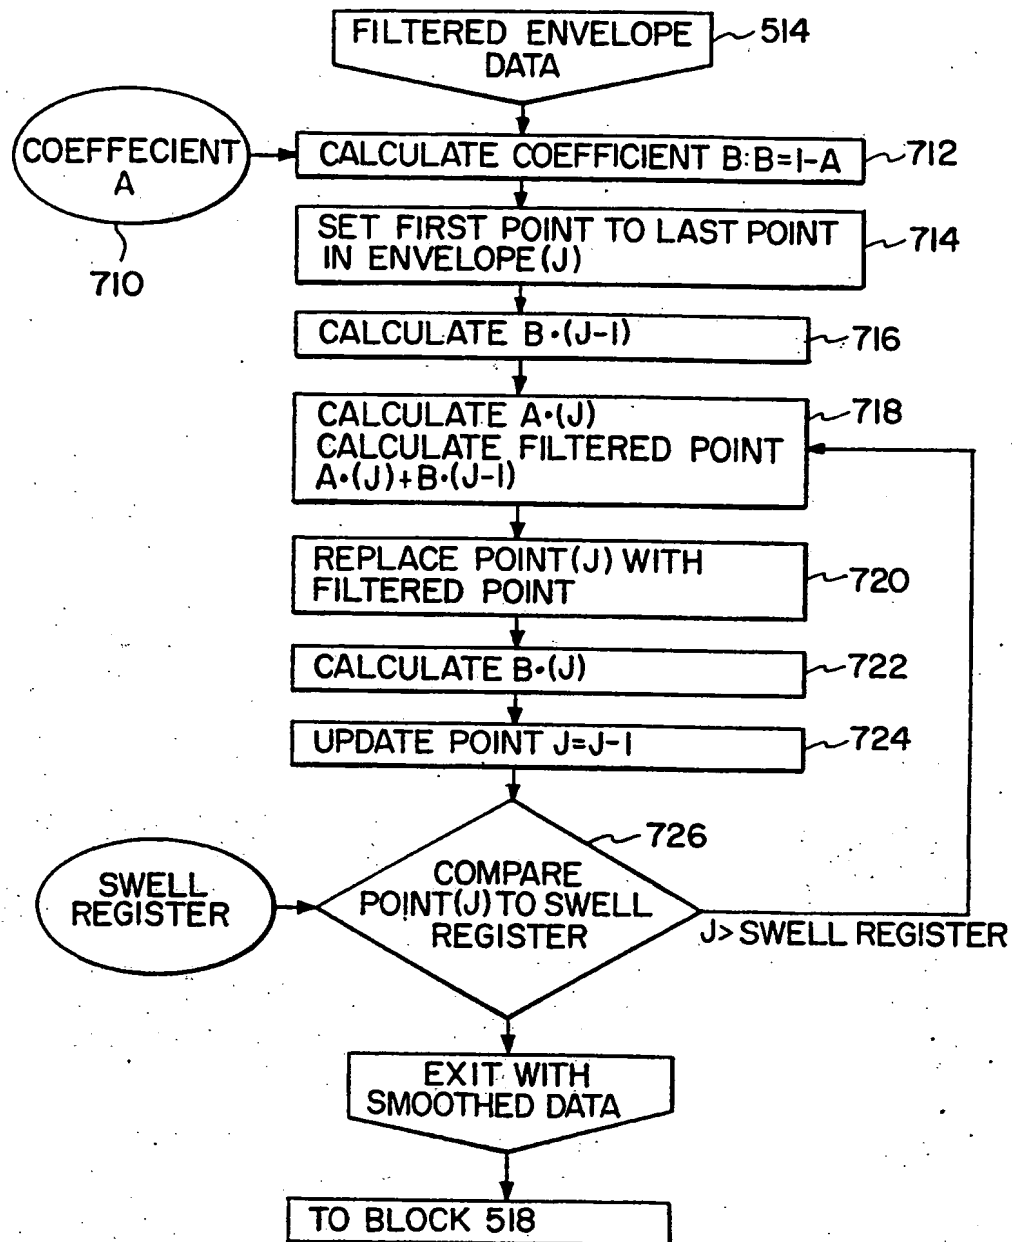 FILTERED ENVELOPE
DATA
514
COEFFECIENT
A
710
CALCULATE COEFFICIENT B:B=1-A
712
SET FIRST POINT TO LAST POINT
IN ENVELOPE(J)
714
CALCULATE B•(J-1)
716
CALCULATE A•(J)
CALCULATE FILTERED POINT
A•(J)+B•(J-1)
718
REPLACE POINT(J) WITH
FILTERED POINT
720
CALCULATE B•(J)
722
UPDATE POINT J=J-1
724
726
COMPARE
POINT(J) TO SWELL
REGISTER
SWELL
REGISTER
J> SWELL REGISTER
EXIT WITH
SMOOTHED DATA
TO BLOCK 518